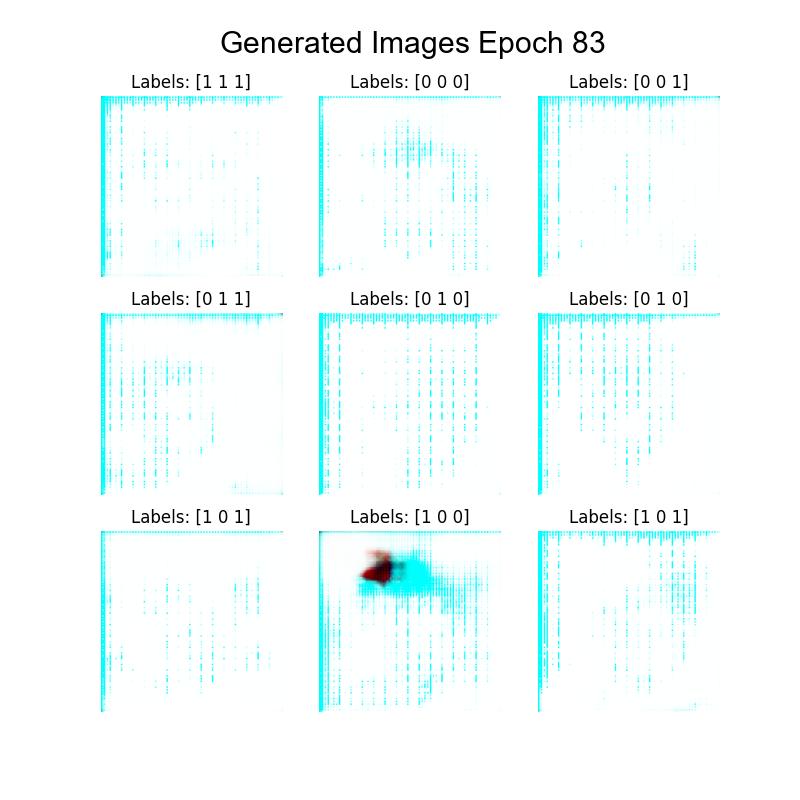 Generated Images Epoch 83
Labels: [1 1 1]
Labels: [0 0 0]
Labels: [0 0 1]
Labels: [0 1 1]
Labels: [0 1 0]
Labels: [0 1 0]
Labels: [1 0 1]
Labels: [1 0 0]
Labels: [1 0 1]